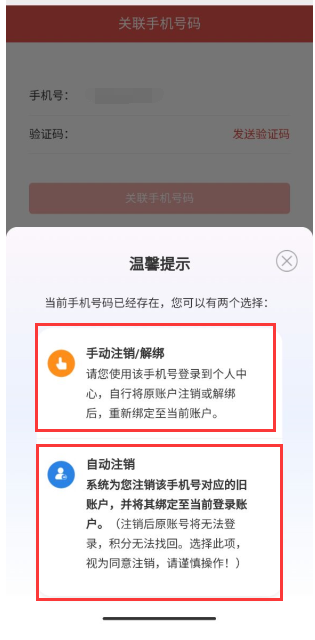 关联手机号码
手机号：
验证码：
发送验证码
关联手机号码
温馨提示
当前手机号码已经存在，您可以有两个选择：
手动注销/解绑
请您使用该手机号登录到个人中
心，自行将原账户注销或解绑
后，重新绑定至当前账户。
自动注销
系统为您注销该手机号对应的旧
账户，并将其绑定至当前登录账
户。（注销后原账号将无法登
录，积分无法找回。选择此项，
视为同意注销，请谨慎操作！）